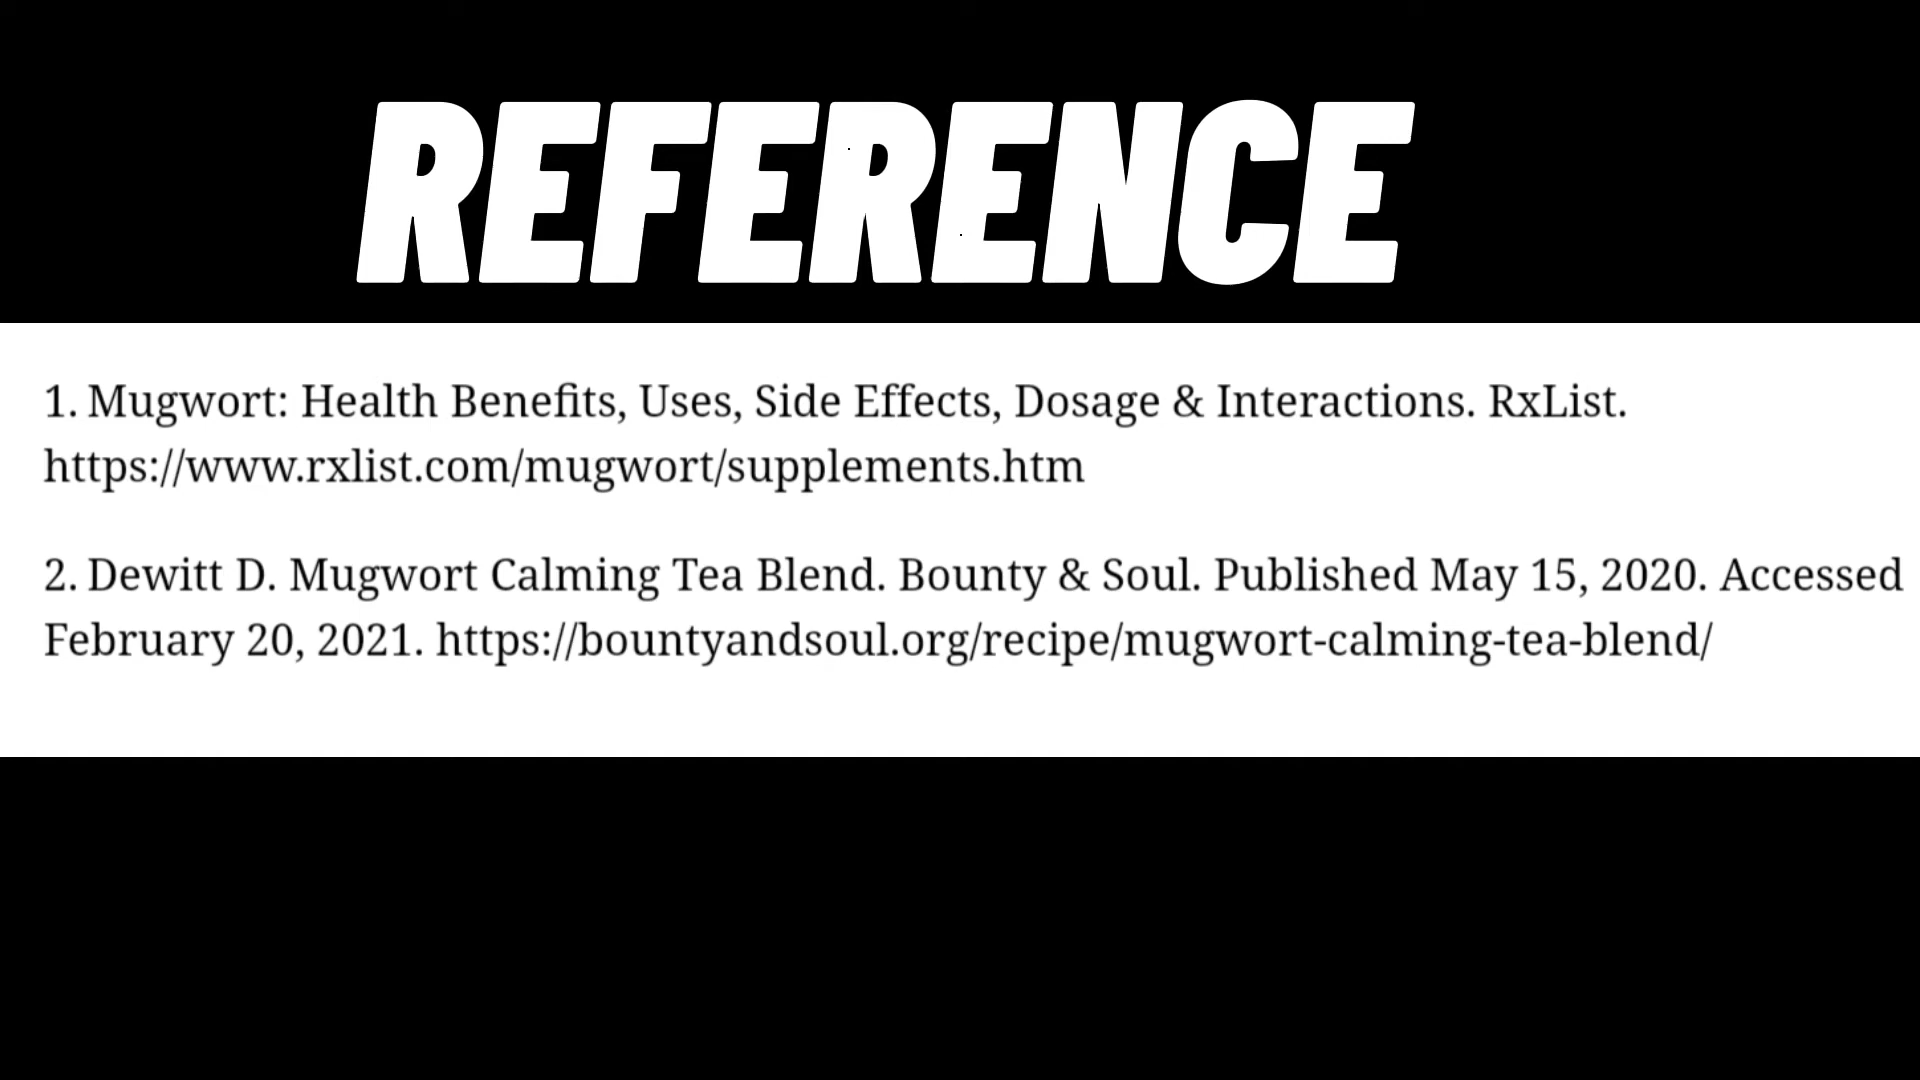 REFERENCE
1. Mugwort: Health Benefits, Uses, Side Effects, Dosage & Interactions. RxList.
https://www.rxlist.com/mugwort/supplements.htm
2. Dewitt D. Mugwort Calming Tea Blend. Bounty & Soul. Published May 15, 2020. Accessed
February 20, 2021. https://bountyandsoul.org/recipe/mugwort-calming-tea-blend/